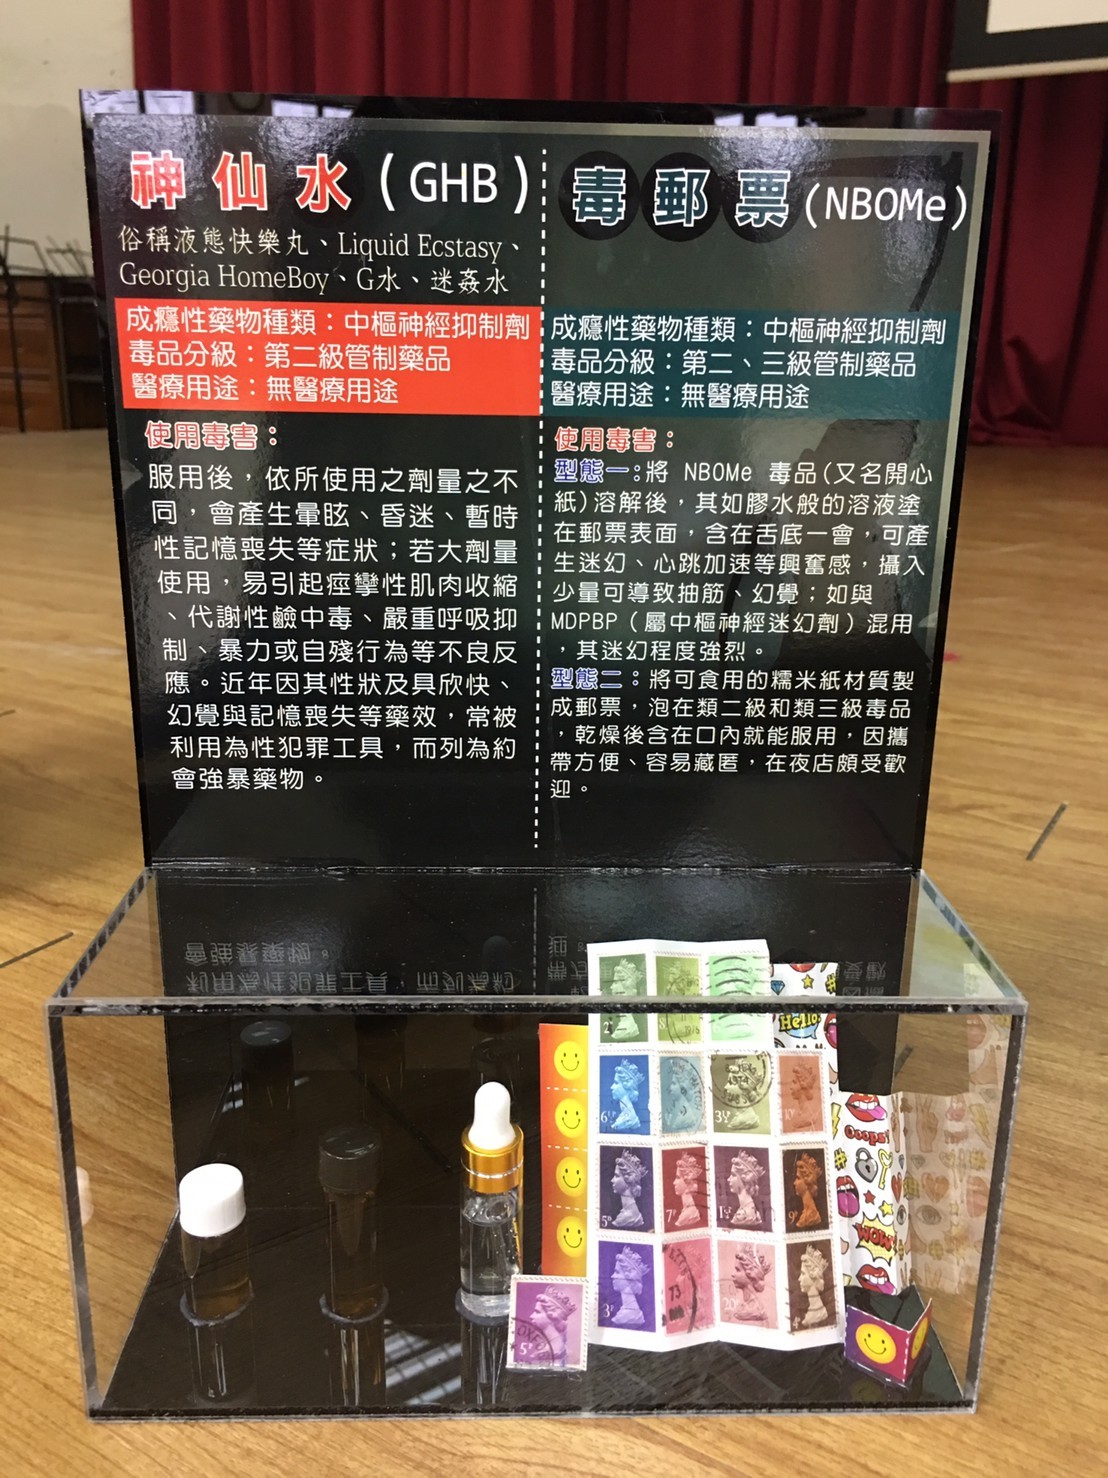 神仙水(GHB)
俗稱液態快樂丸、Liquid Ecstasy、
Georgia HomeBoy、G水、迷姦水
成癮性藥物種類：中樞神經抑制劑
毒品分級：第二級管制藥品
醫療用途：無醫療用途
使用毒害：
服用後，依所使用之劑量之不
同，會產生暈眩、昏迷、暫時
性記憶喪失等症狀；若大劑量
使用，易引起痙攣性肌肉收縮
、代謝性鹼中毒、嚴重呼吸抑
制、暴力或自殘行為等不良反
應。近年因其性狀及具欣快、
幻覺與記憶喪失等藥效，常被
利用為性犯罪工具，而列為約
會強暴藥物。
毒郵票(NBOMe)
成癮性藥物種類：中樞神經抑制劑
毒品分級：第二、三級管制藥品
醫療用途：無醫療用途
使用毒害：
型態一:將 NBOMe 毒品(又名開心
紙)溶解後，其如膠水般的溶液塗
在郵票表面，含在舌底一會，可產
生迷幻、心跳加速等興奮感，攝入
少量可導致抽筋、幻覺；如與
MDPBP（屬中樞神經迷幻劑）混用
，其迷幻程度強烈。
型態二：將可食用的糯米紙材質製
成郵票，泡在類二級和類三級毒品
，乾燥後含在口內就能服用，因攜
帶方便、容易藏匿，在夜店頗受歡
迎。
Hello
Ooops
WOW